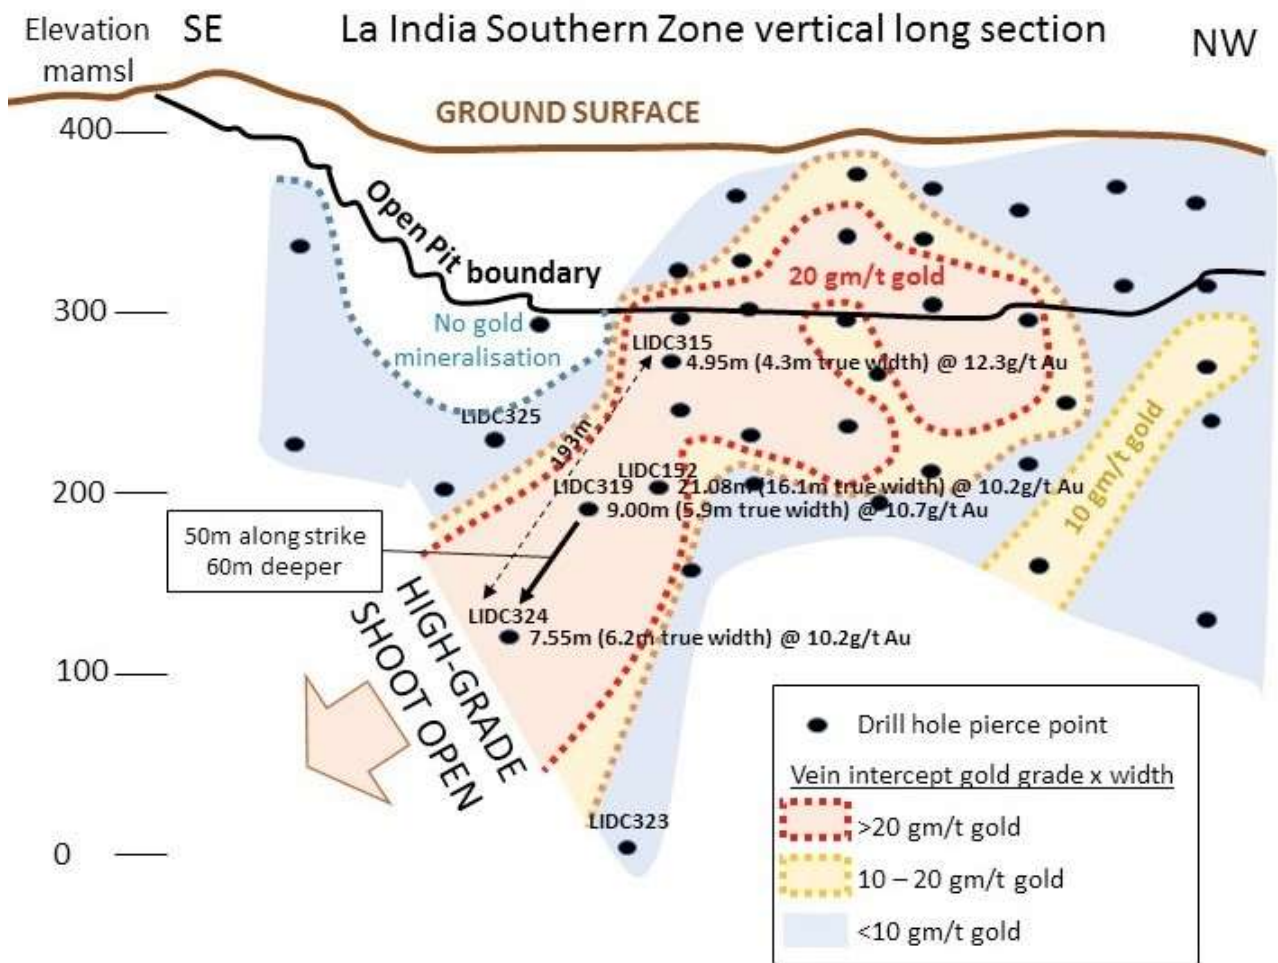 Elevation
mamsl
SE
La India Southern Zone vertical long section
NW
GROUND SURFACE
400
Open Pit
boundary
20 gm/t gold
300
No gold
mineralisation
LIDC315
4.95m (4.3m true width) @ 12.3g/t Au
LIDC325
193m
10 gm/t gold
LIDC152
200
21.08m (16.1m true width) @ 10.2g/t Au
LIDC319
9.00m (5.9m true width) @ 10.7g/t Au
50m along strike
60m deeper
LIDC324
7.55m (6.2m true width) @ 10.2g/t Au
HIGH-GRADE
SHOOT OPEN
100
LIDC323
0
Drill hole pierce point
Vein intercept gold grade x width
>20 gm/t gold
10 – 20 gm/t gold
<10 gm/t gold